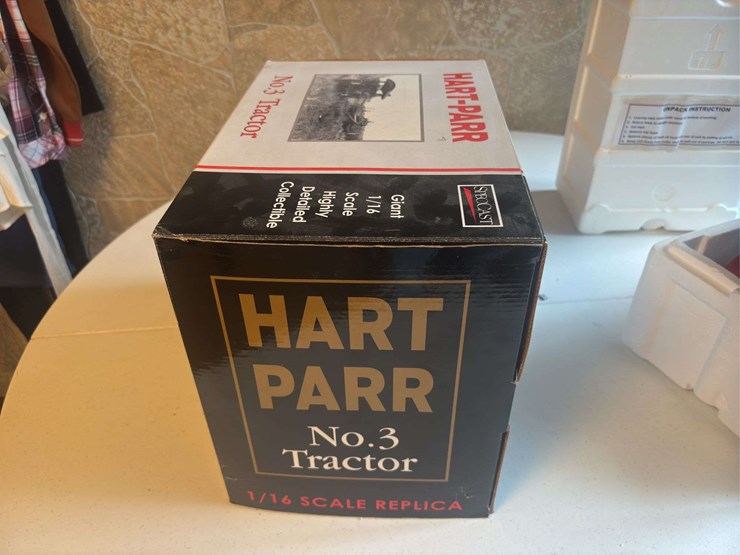 HART-PARR
No.3 Tractor
SPECCAST
Giant
1/16
Scale
Highly
Detailed
Collectible
HART
PARR
No.3
Tractor
1/16 SCALE REPLICA
UNPACK INSTRUCTION